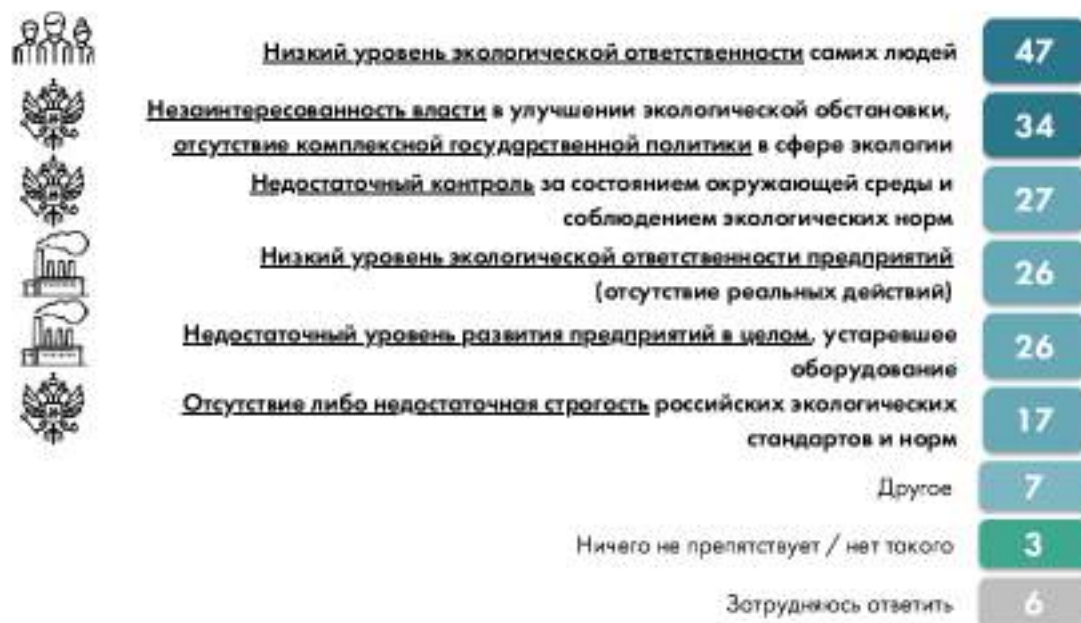 Низкий уровень экологической ответственности самих людей
47
Незаинтересованность власти в улучшении экологической обстановки,
отсутствие комплексной государственной политики в сфере экологии
34
Недостаточный контроль за состоянием окружающей среды и
соблюдением экологических норм
27
Низкий уровень экологической ответственности предприятий
(отсутствие реальных действий)
26
Недостаточный уровень развития предприятий в целом, устаревшее
оборудование
26
Отсутствие либо недостаточная строгость российских экологических
стандартов и норм
17
Другое
7
Ничего не препятствует / нет такого
3
Затрудняюсь ответить
6